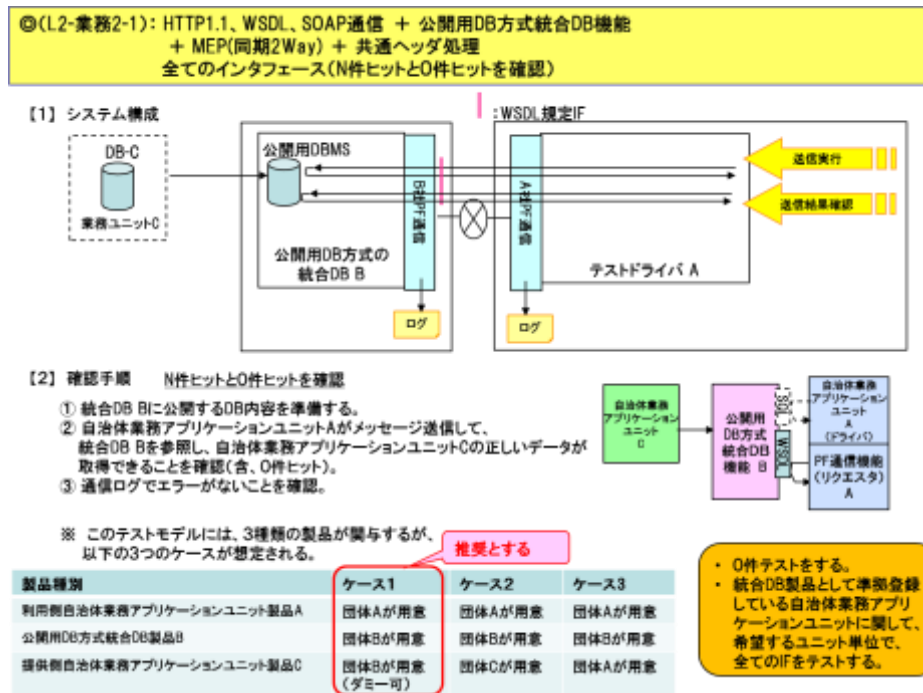 ◎(L2-業務2-1): HTTP1.1、WSDL、SOAP通信 + 公開用DB方式統合DB機能
+ MEP(同期2Way) + 共通ヘッダ処理
全てのインタフェース(N件ヒットと0件ヒットを確認)
【1】 システム構成
:WSDL規定IF
DB-C
業務ユニットC
公開用DBMS
B社PF通信
公開用DB方式の
統合DB B
ログ
A社PF通信
テストドライバ A
ログ
送信実行
送信結果確認
【2】 確認手順 N件ヒットと0件ヒットを確認
① 統合DB Bに公開するDB内容を準備する。
② 自治体業務アプリケーションユニットAがメッセージ送信して、
統合DB Bを参照し、自治体業務アプリケーションユニットCの正しいデータが
取得できることを確認(含、0件ヒット)。
③ 通信ログでエラーがないことを確認。
自治体業務
アプリケーション
ユニット
C
公開用
DB方式
統合DB
機能 B
WSDL
自治体業務
アプリケーション
ユニット
A
(ドライバ)
PF通信機能
(リクエスタ)
A
※ このテストモデルには、3種類の製品が関与するが、
以下の3つのケースが想定される。
推奨とする
製品種別 ケース1 ケース2 ケース3
利用側自治体業務アプリケーションユニット製品A 団体Aが用意 団体Aが用意 団体Aが用意
公開用DB方式統合DB製品B 団体Bが用意 団体Bが用意 団体Bが用意
提供側自治体業務アプリケーションユニット製品C 団体Bが用意 団体Cが用意 団体Aが用意
(ダミー可)
・ 0件テストをする。
・ 統合DB製品として準拠登録
している自治体業務アプリ
ケーションユニットに関して、
希望するユニット単位で、
全てのIFをテストする。